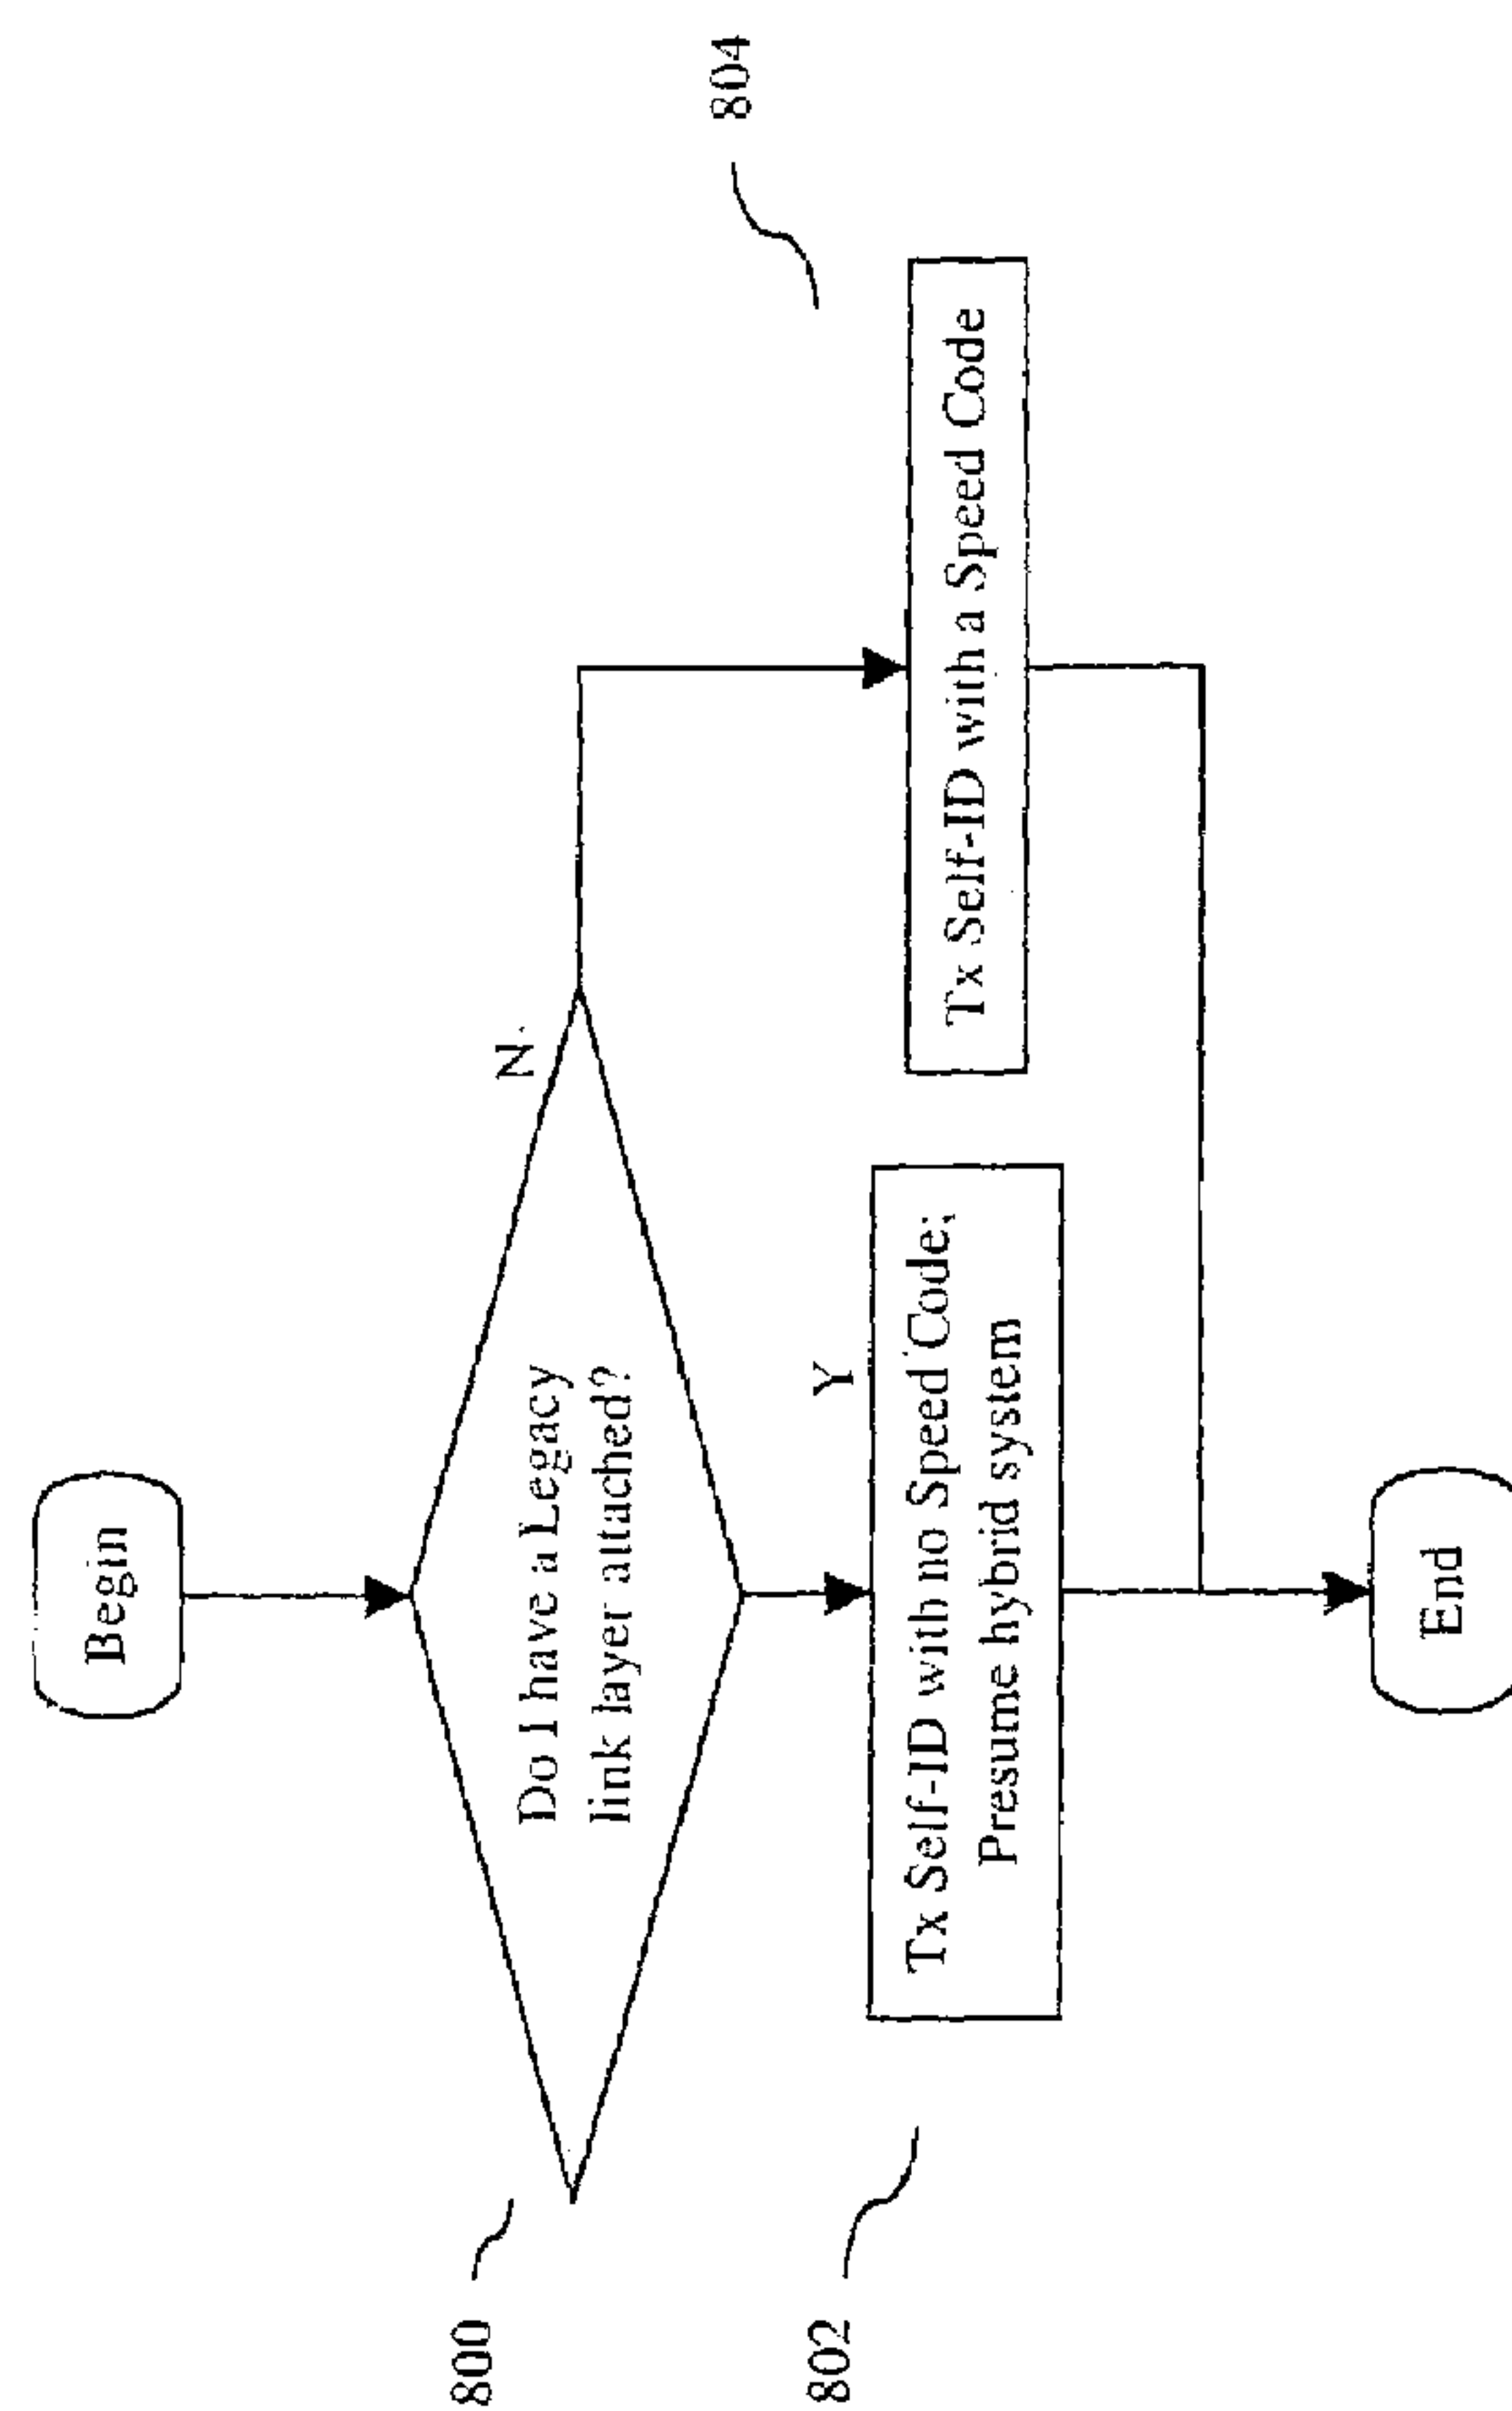 Begin
800
Do I have a Legacy
link layer attached?
N
Y
802
Tx Self-ID with no Speed Code;
Presume hybrid system
804
Tx Self-ID with a Speed Code
End